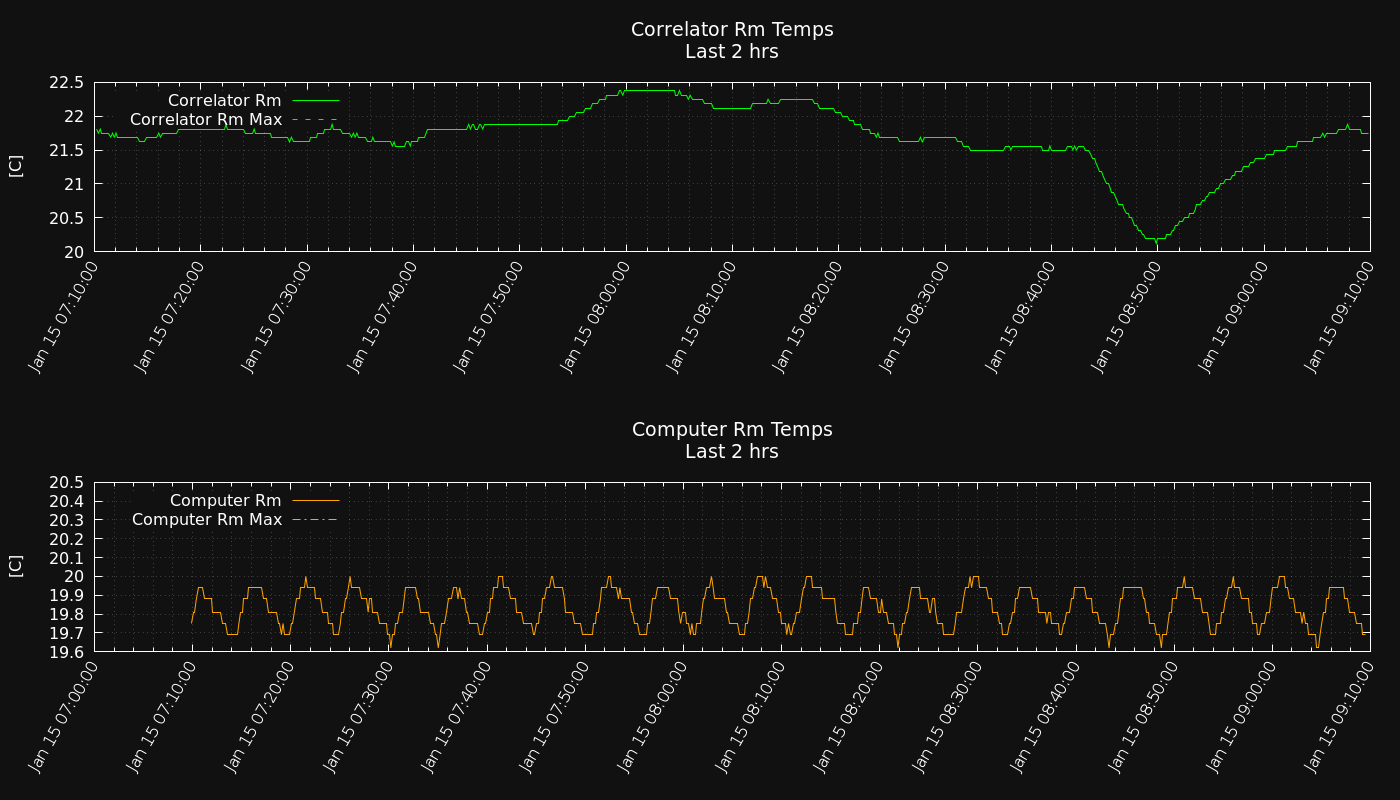 Correlator Rm Temps
Last 2 hrs
22.5
22
21.5
21
20.5
20
[C]
Correlator Rm
Correlator Rm Max
Jan 15 07:10:00
Jan 15 07:20:00
Jan 15 07:30:00
Jan 15 07:40:00
Jan 15 07:50:00
Jan 15 08:00:00
Jan 15 08:10:00
Jan 15 08:20:00
Jan 15 08:30:00
Jan 15 08:40:00
Jan 15 08:50:00
Jan 15 09:00:00
Jan 15 09:10:00
Computer Rm Temps
Last 2 hrs
20.5
20.4
20.3
20.2
20.1
20
19.9
19.8
19.7
19.6
[C]
Computer Rm
Computer Rm Max
Jan 15 07:00:00
Jan 15 07:10:00
Jan 15 07:20:00
Jan 15 07:30:00
Jan 15 07:40:00
Jan 15 07:50:00
Jan 15 08:00:00
Jan 15 08:10:00
Jan 15 08:20:00
Jan 15 08:30:00
Jan 15 08:40:00
Jan 15 08:50:00
Jan 15 09:00:00
Jan 15 09:10:00